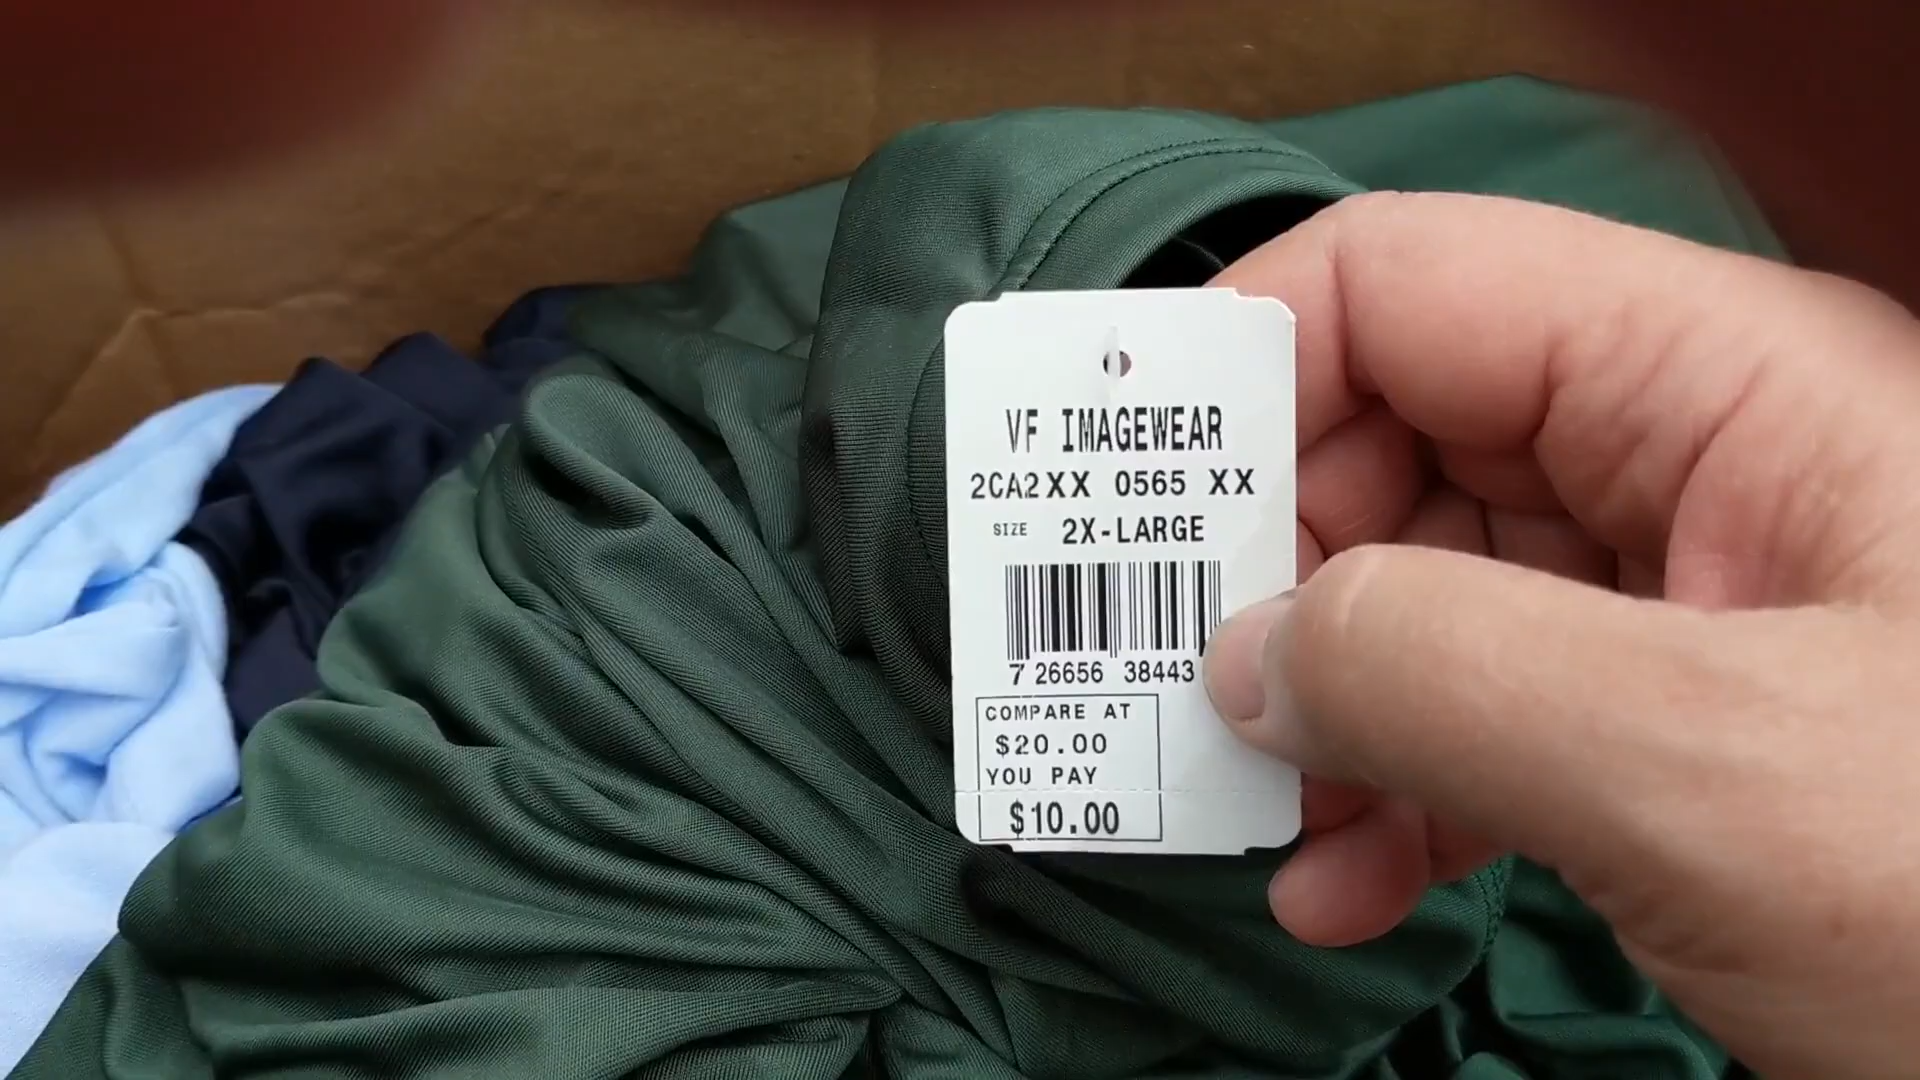 VF IMAGEWEAR
2CA2XX 0565 XX
SIZE 2X-LARGE
7 26656 38443
COMPARE AT
$20.00
YOU PAY
$10.00